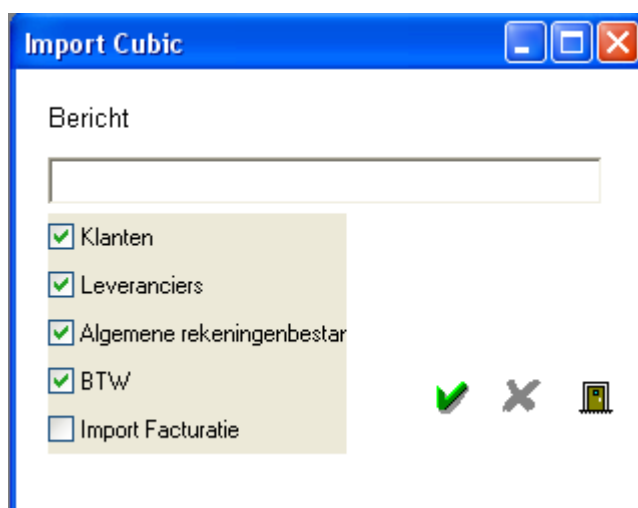 Import Cubic
Bericht
Klanten
Leveranciers
Algemene rekeningenbestar
BTW
Import Facturatie